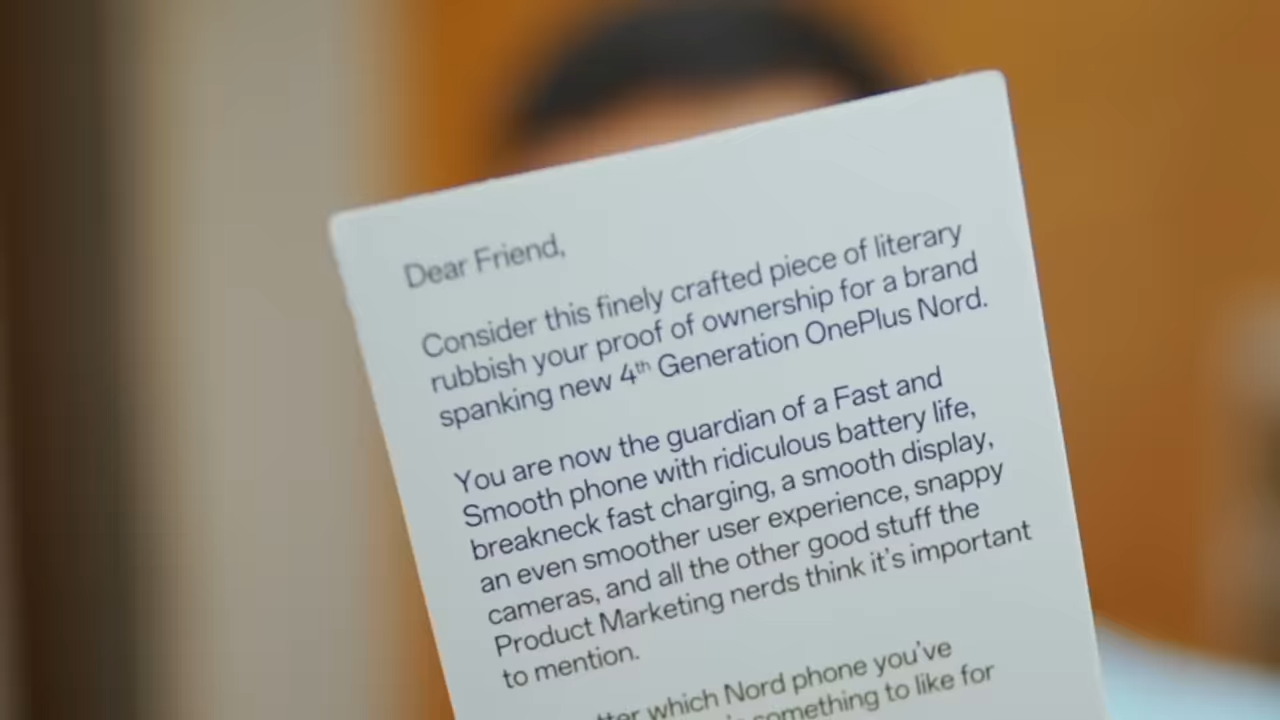 Dear Friend,
Consider this finely crafted piece of literary
rubbish your proof of ownership for a brand
spanking new 4th Generation OnePlus Nord.
You are now the guardian of a Fast and
Smooth phone with ridiculous battery life,
breakneck fast charging, a smooth display,
an even smoother user experience, snappy
cameras, and all the other good stuff the
Product Marketing nerds think it's important
to mention.
which Nord phone you've
something to like for